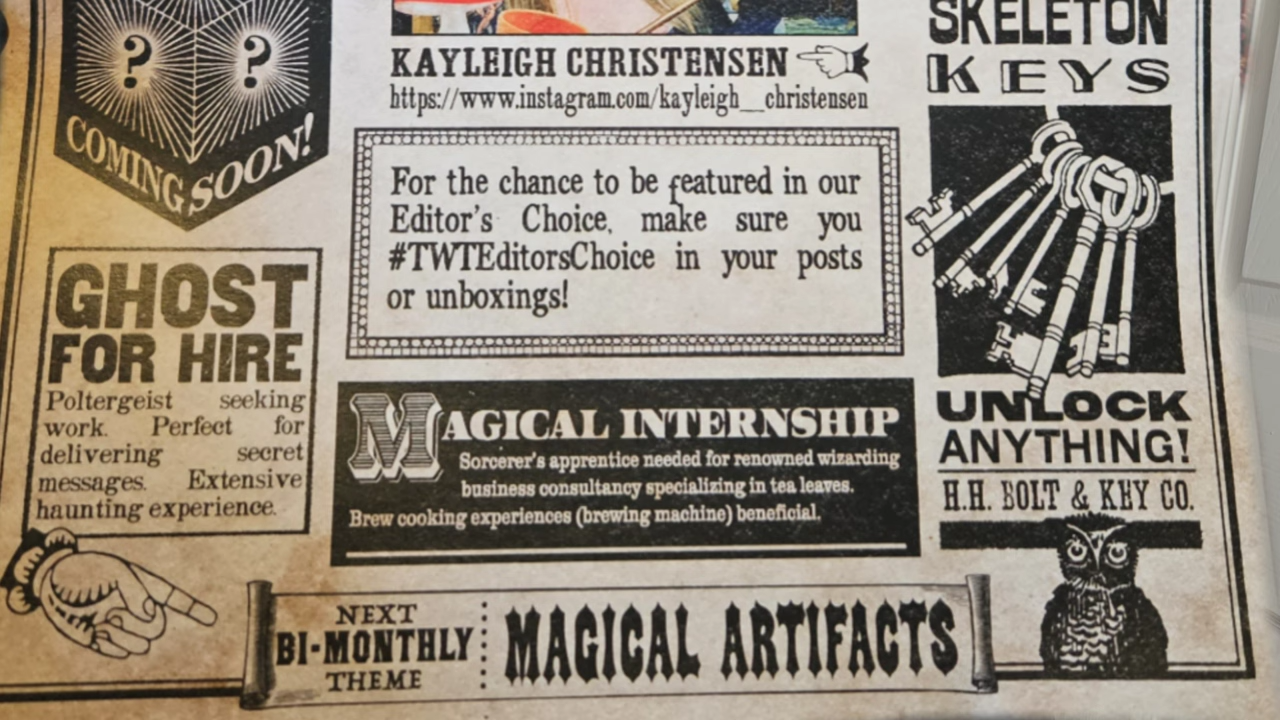 ? ?
COMING SOON!
GHOST
FOR HIRE
Poltergeist seeking
work. Perfect for
delivering secret
messages. Extensive
haunting experience.
KAYLEIGH CHRISTENSEN
https://www.instagram.com/kayleigh__christensen
For the chance to be featured in our
Editor's Choice, make sure you
#TWTEditorsChoice in your posts
or unboxings!
MAGICAL INTERNSHIP
Sorcerer's apprentice needed for renowned wizarding
business consultancy specializing in tea leaves.
Brew cooking experiences (brewing machine) beneficial.
SKELETON
KEYS
UNLOCK
ANYTHING!
H.H. BOLT & KEY CO.
NEXT
BI-MONTHLY
THEME
MAGICAL ARTIFACTS